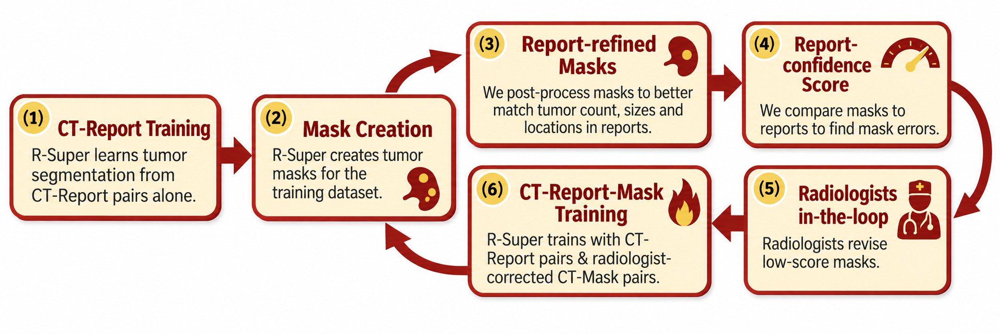 (1)
CT-Report Training
R-Super learns tumor
segmentation from
CT-Report pairs alone.
(2)
Mask Creation
R-Super creates tumor
masks for the
training dataset.
(3)
Report-refined
Masks
We post-process masks to better
match tumor count, sizes and
locations in reports.
(4)
Report-
confidence
Score
We compare masks to
reports to find mask errors.
(5)
Radiologists
in-the-loop
Radiologists revise
low-score masks.
(6)
CT-Report-Mask
Training
R-Super trains with CT-
Report pairs & radiologist-
corrected CT-Mask pairs.